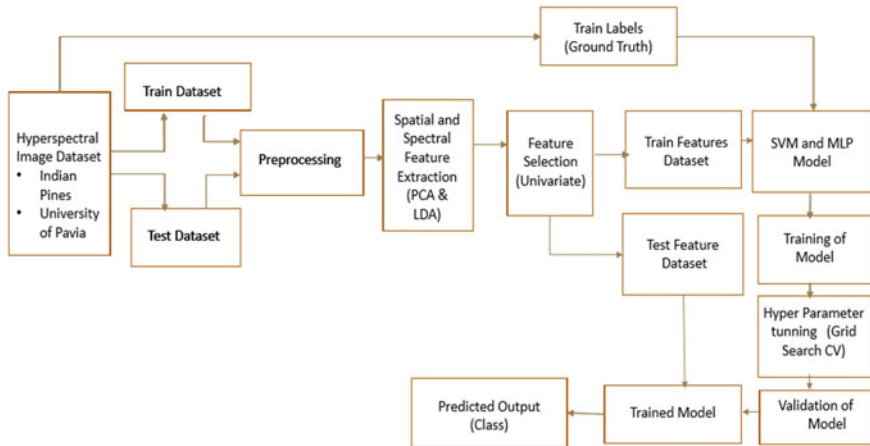 Train Labels
(Ground Truth)
Train Dataset
Hyperspectral
Image Dataset
• Indian
Pines
• University
of Pavia
Test Dataset
Preprocessing
Spatial and
Spectral
Feature
Extraction
(PCA &
LDA)
Feature
Selection
(Univariate)
Train Features
Dataset
SVM and MLP
Model
Test Feature
Dataset
Training of
Model
Hyper Parameter
tunning (Grid
Search CV)
Validation of
Model
Trained Model
Predicted Output
(Class)